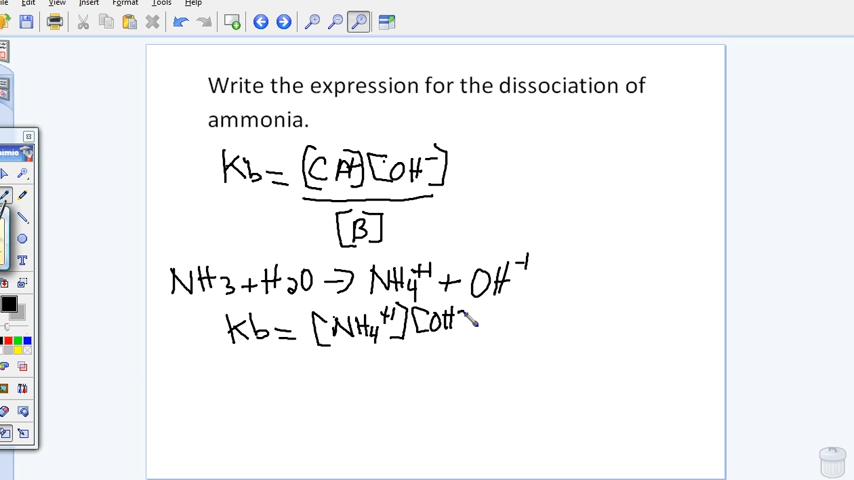 File Edit View Insert Format Tools Help
Write the expression for the dissociation of
ammonia.
Kb = [CA][OH⁻]
[B]
NH3 + H2O → NH4⁺¹ + OH⁻¹
Kb = [NH4⁺¹][OH⁻